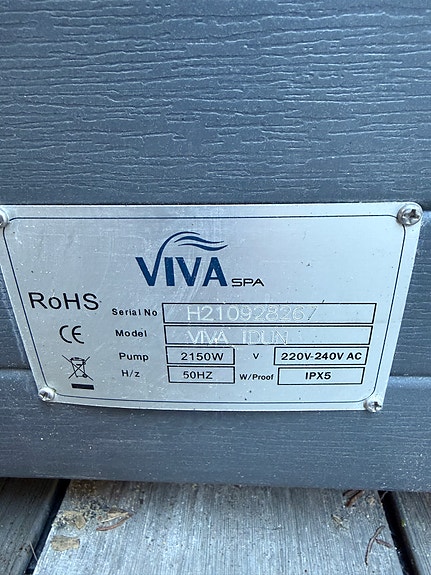 VIVA SPA
RoHS
CE
Serial No H210928267
Model VIVA IDUN
Pump 2150W V 220V-240V AC
H/z 50HZ W/Proof IPX5